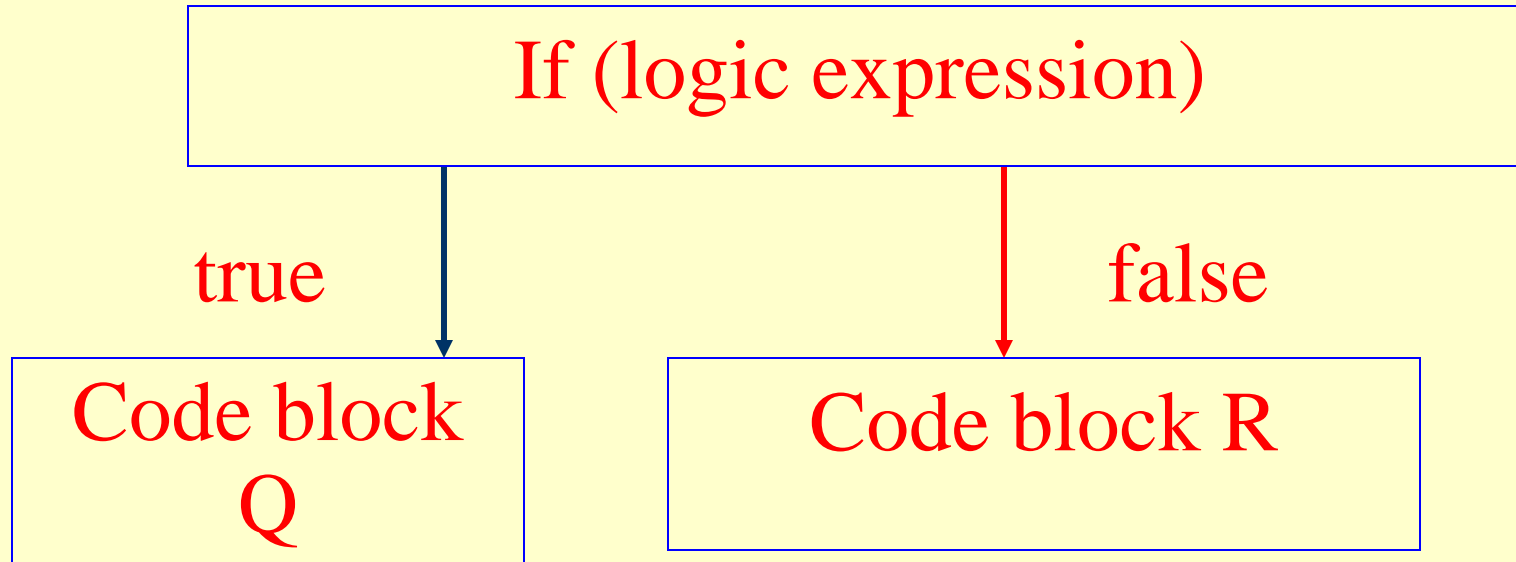 If (logic expression)
true
false
Code block
Q
Code block R